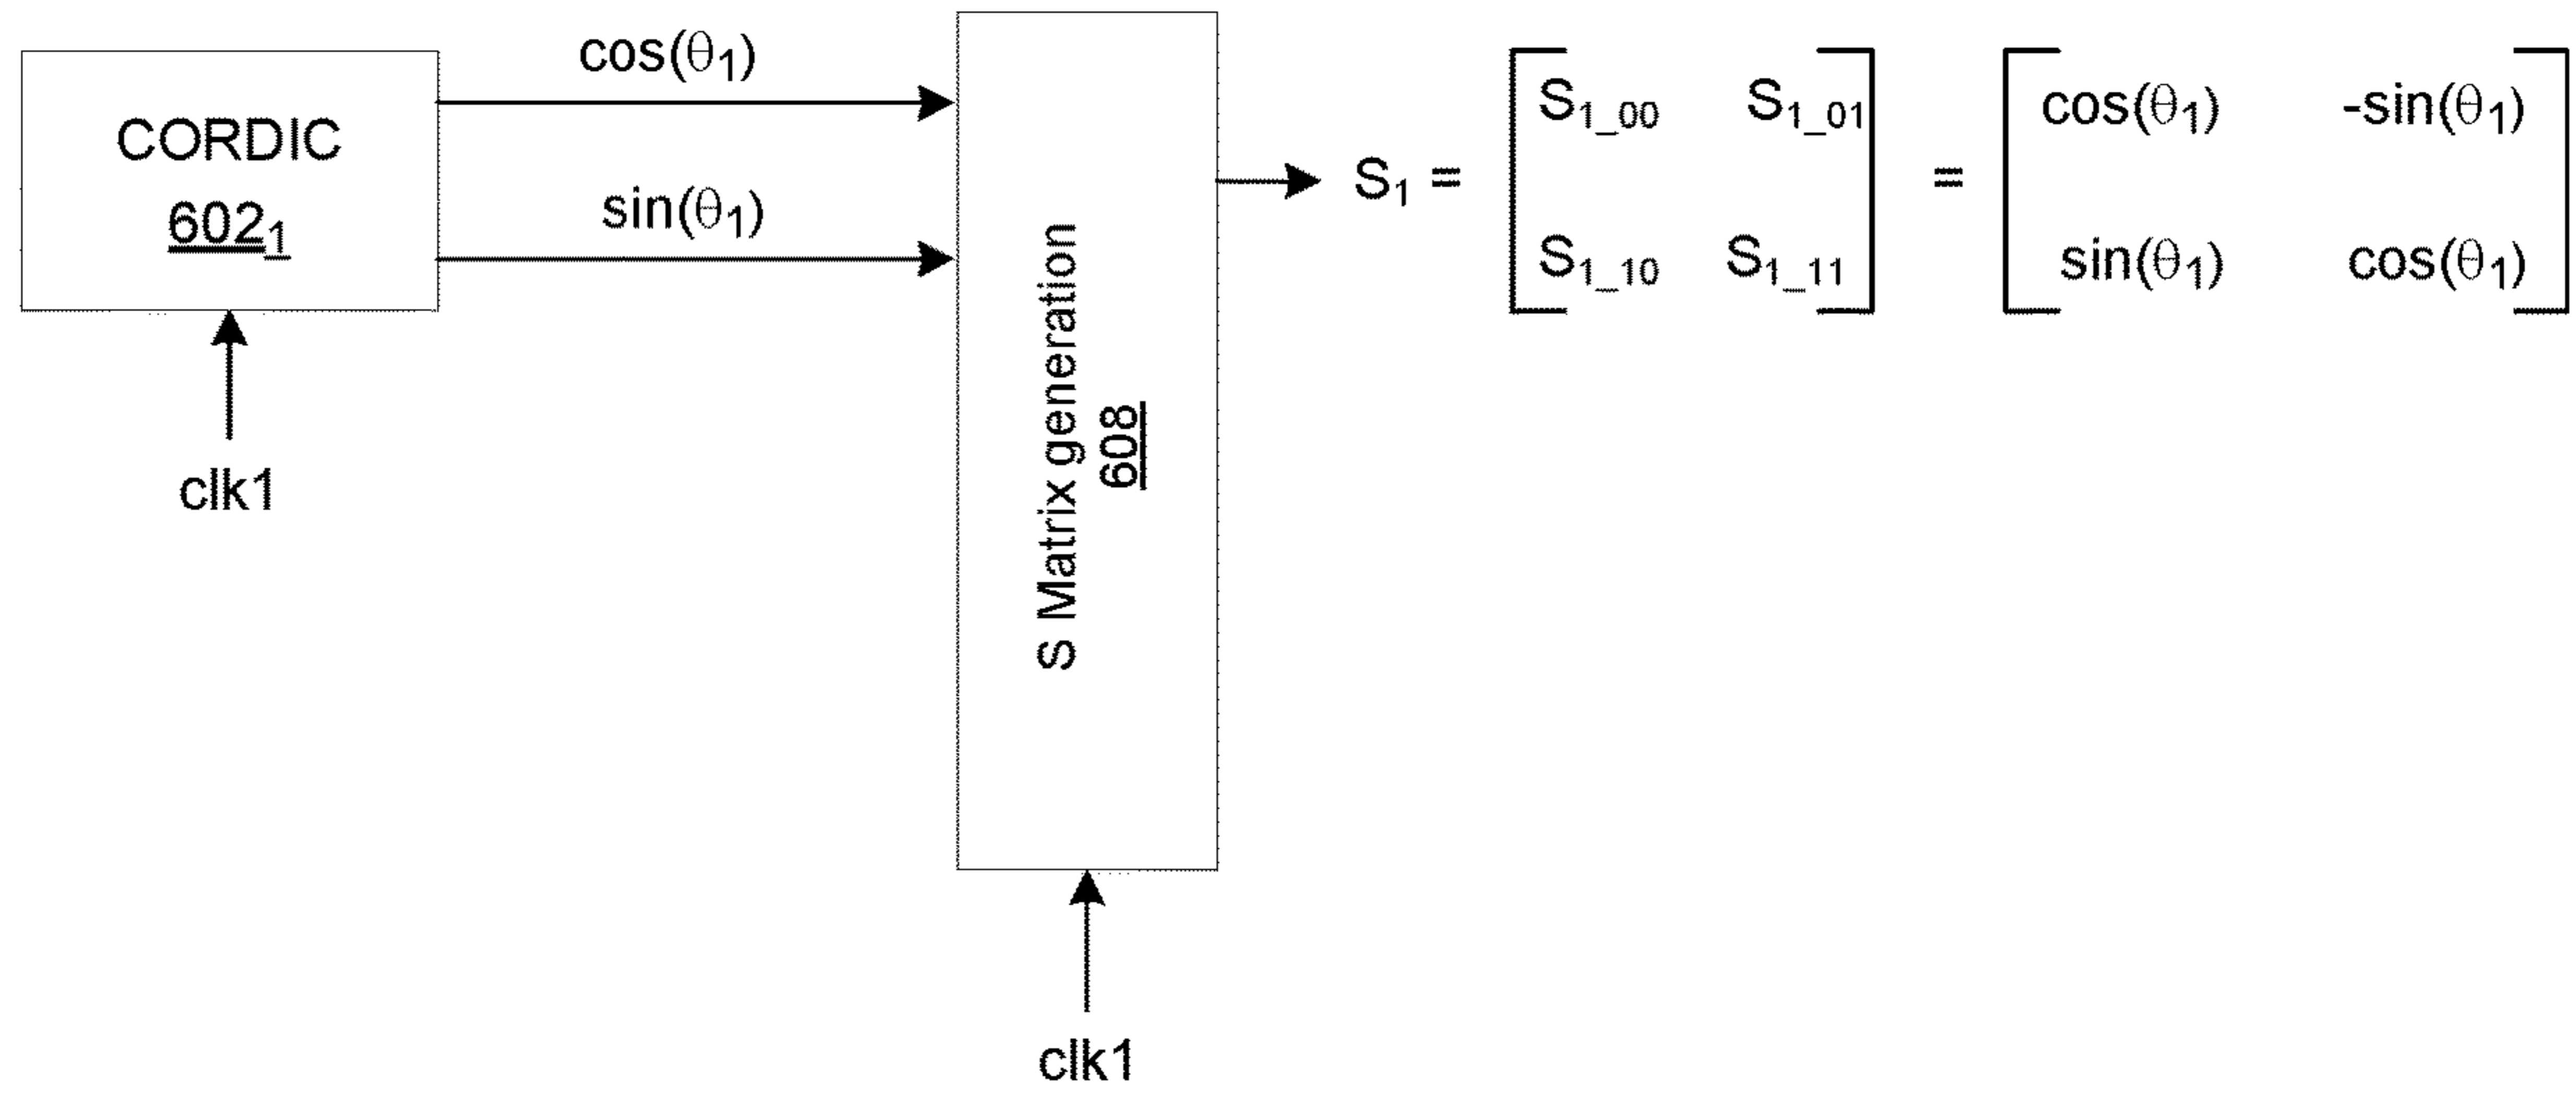 cos(θ1)
CORDIC
6021
sin(θ1)
clk1
S Matrix generation
608
clk1
S1 = [ S1_00 S1_01 ] = [ cos(θ1) -sin(θ1) ]
[ S1_10 S1_11 ] [ sin(θ1) cos(θ1) ]